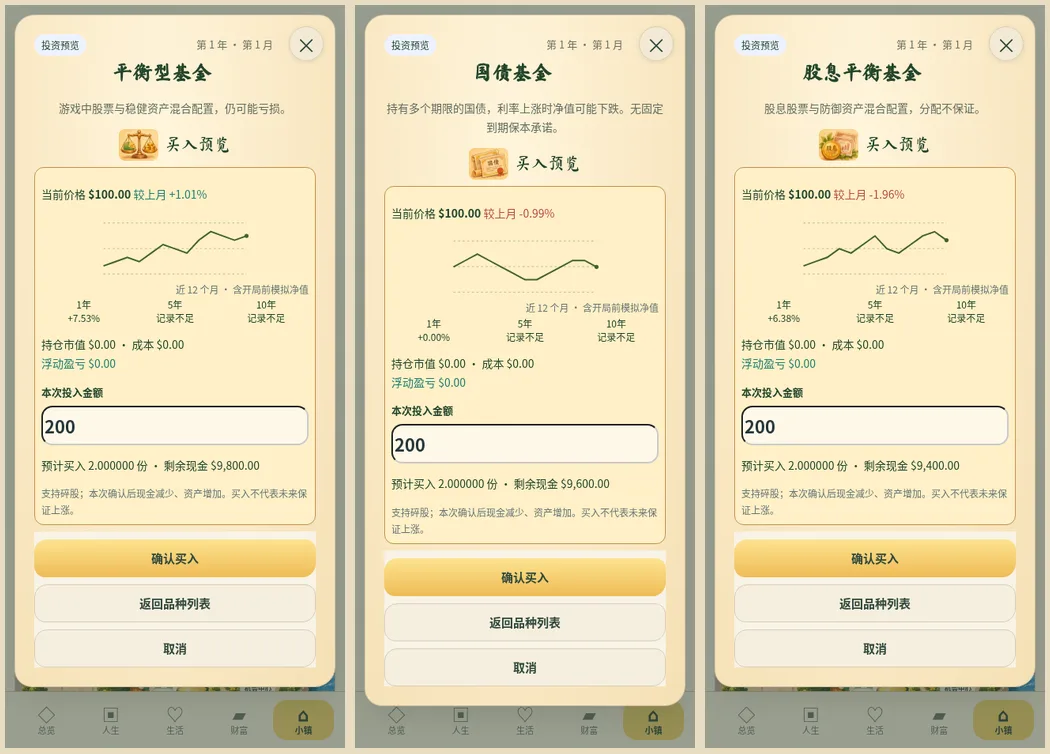 投资预览
第 1 年 · 第 1 月
平衡型基金
游戏中股票与稳健资产混合配置，仍可能亏损。
买入预览
当前价格 $100.00 较上月 +1.01%
近 12 个月 · 含开局前模拟净值
1年 5年 10年
+7.53% 记录不足 记录不足
持仓市值 $0.00 · 成本 $0.00
浮动盈亏 $0.00
本次投入金额
200
预计买入 2.000000 份 · 剩余现金 $9,800.00
支持碎股；本次确认后现金减少、资产增加。买入不代表未来保
证上涨。
确认买入
返回品种列表
取消
总览 人生 生活 财富 小镇
投资预览
第 1 年 · 第 1 月
国债基金
持有多个期限的国债，利率上涨时净值可能下跌。无固定
到期保本承诺。
国债
买入预览
当前价格 $100.00 较上月 -0.99%
近 12 个月 · 含开局前模拟净值
1年 5年 10年
+0.00% 记录不足 记录不足
持仓市值 $0.00 · 成本 $0.00
浮动盈亏 $0.00
本次投入金额
200
预计买入 2.000000 份 · 剩余现金 $9,600.00
支持碎股；本次确认后现金减少、资产增加。买入不代表未来保
证上涨。
确认买入
返回品种列表
取消
总览 人生 生活 财富 小镇
投资预览
第 1 年 · 第 1 月
股息平衡基金
股息股票与防御资产混合配置，分配不保证。
股息
买入预览
当前价格 $100.00 较上月 -1.96%
近 12 个月 · 含开局前模拟净值
1年 5年 10年
+6.38% 记录不足 记录不足
持仓市值 $0.00 · 成本 $0.00
浮动盈亏 $0.00
本次投入金额
200
预计买入 2.000000 份 · 剩余现金 $9,400.00
支持碎股；本次确认后现金减少、资产增加。买入不代表未来保
证上涨。
确认买入
返回品种列表
取消
总览 人生 生活 财富 小镇